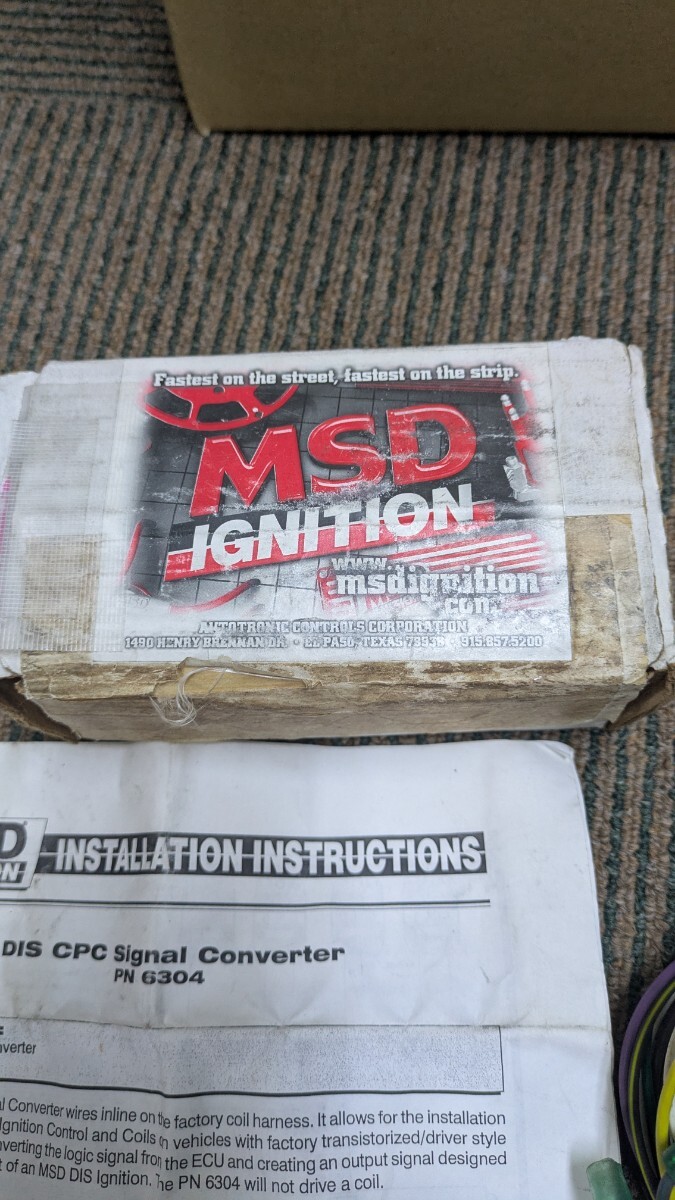 Fastest on the street, fastest on the strip.
MSD
IGNITION
www.
msdignition
.com
AUTOTRONIC CONTROLS CORPORATION
1490 HENRY BRENNAN DR. • EL PASO, TEXAS 79936 • 915.857.5200
D
ON
INSTALLATION INSTRUCTIONS
DIS CPC Signal Converter
PN 6304
verter
al Converter wires inline on the factory coil harness. It allows for the installation
Ignition Control and Coils on vehicles with factory transistorized/driver style
nverting the logic signal from the ECU and creating an output signal designed
t of an MSD DIS Ignition. The PN 6304 will not drive a coil.